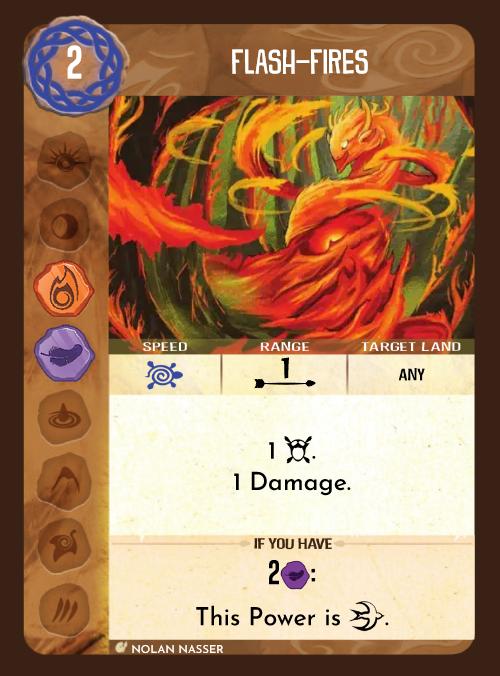 2
FLASH-FIRES
SPEED RANGE TARGET LAND
1 ANY
1 .
1 Damage.
IF YOU HAVE
2 :
This Power is .
NOLAN NASSER